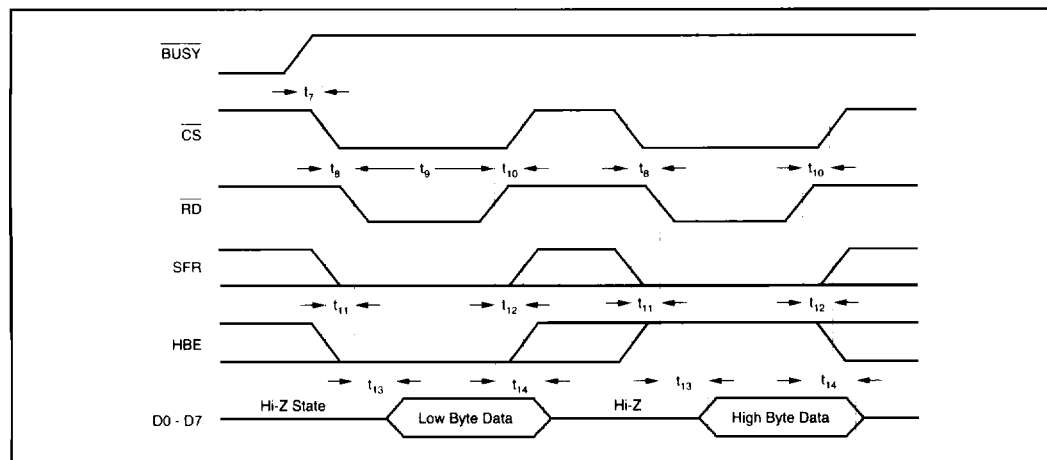 BUSY
t7
CS
t8 t9 t10 t8 t10
RD
SFR
t11 t12 t11 t12
HBE
t13 t14 t13 t14
Hi-Z State Low Byte Data Hi-Z High Byte Data
D0 - D7